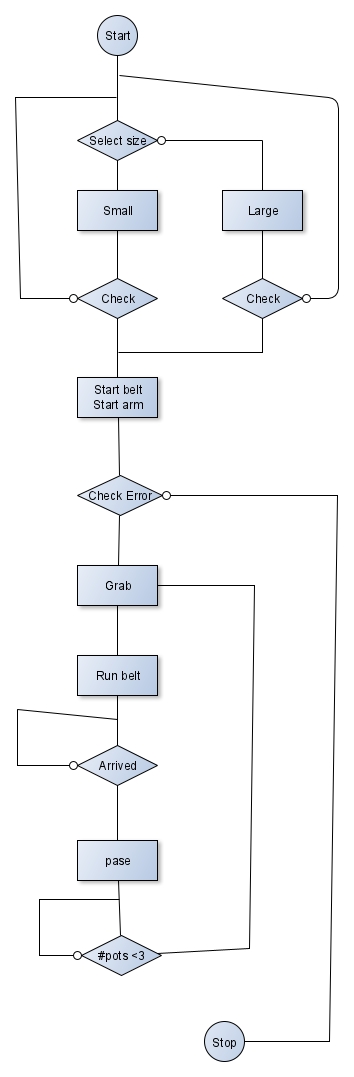 Start
Select size
Small
Large
Check
Check
Start belt
Start arm
Check Error
Grab
Run belt
Arrived
pase
#pots <3
Stop